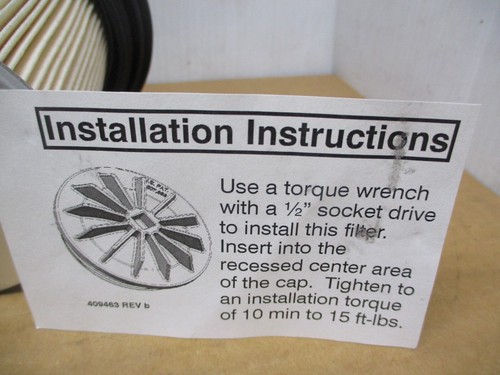 Installation Instructions
Use a torque wrench
with a ½" socket drive
to install this filter.
Insert into the
recessed center area
of the cap. Tighten to
an installation torque
of 10 min to 15 ft-lbs.
409463 REV b